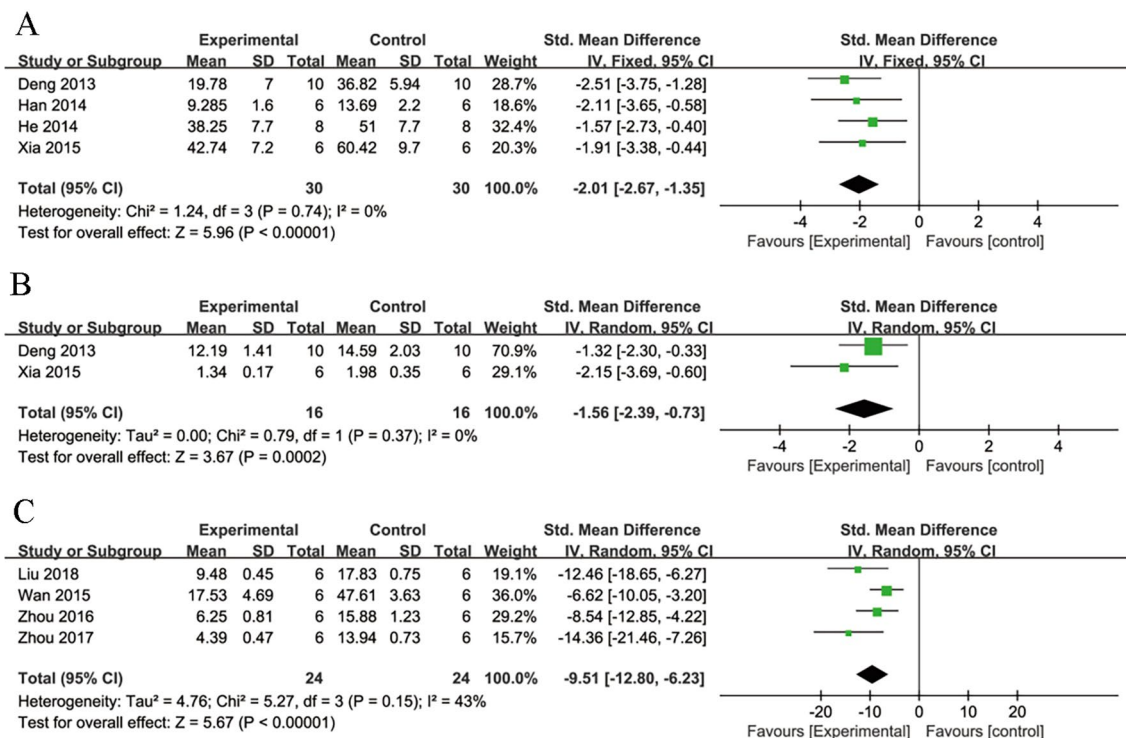 A
Experimental Control Std. Mean Difference Std. Mean Difference
Study or Subgroup Mean SD Total Mean SD Total Weight IV. Fixed. 95% CI IV. Fixed. 95% CI
Deng 2013 19.78 7 10 36.82 5.94 10 28.7% -2.51 [-3.75, -1.28]
Han 2014 9.285 1.6 6 13.69 2.2 6 18.6% -2.11 [-3.65, -0.58]
He 2014 38.25 7.7 8 51 7.7 8 32.4% -1.57 [-2.73, -0.40]
Xia 2015 42.74 7.2 6 60.42 9.7 6 20.3% -1.91 [-3.38, -0.44]
Total (95% CI) 30 30 100.0% -2.01 [-2.67, -1.35]
Heterogeneity: Chi² = 1.24, df = 3 (P = 0.74); I² = 0%
Test for overall effect: Z = 5.96 (P < 0.00001)
-4 -2 0 2 4
Favours [Experimental] Favours [control]
B
Experimental Control Std. Mean Difference Std. Mean Difference
Study or Subgroup Mean SD Total Mean SD Total Weight IV. Random. 95% CI IV. Random. 95% CI
Deng 2013 12.19 1.41 10 14.59 2.03 10 70.9% -1.32 [-2.30, -0.33]
Xia 2015 1.34 0.17 6 1.98 0.35 6 29.1% -2.15 [-3.69, -0.60]
Total (95% CI) 16 16 100.0% -1.56 [-2.39, -0.73]
Heterogeneity: Tau² = 0.00; Chi² = 0.79, df = 1 (P = 0.37); I² = 0%
Test for overall effect: Z = 3.67 (P = 0.0002)
-4 -2 0 2 4
Favours [Experimental] Favours [control]
C
Experimental Control Std. Mean Difference Std. Mean Difference
Study or Subgroup Mean SD Total Mean SD Total Weight IV. Random. 95% CI IV. Random. 95% CI
Liu 2018 9.48 0.45 6 17.83 0.75 6 19.1% -12.46 [-18.65, -6.27]
Wan 2015 17.53 4.69 6 47.61 3.63 6 36.0% -6.62 [-10.05, -3.20]
Zhou 2016 6.25 0.81 6 15.88 1.23 6 29.2% -8.54 [-12.85, -4.22]
Zhou 2017 4.39 0.47 6 13.94 0.73 6 15.7% -14.36 [-21.46, -7.26]
Total (95% CI) 24 24 100.0% -9.51 [-12.80, -6.23]
Heterogeneity: Tau² = 4.76; Chi² = 5.27, df = 3 (P = 0.15); I² = 43%
Test for overall effect: Z = 5.67 (P < 0.00001)
-20 -10 0 10 20
Favours [Experimental] Favours [control]